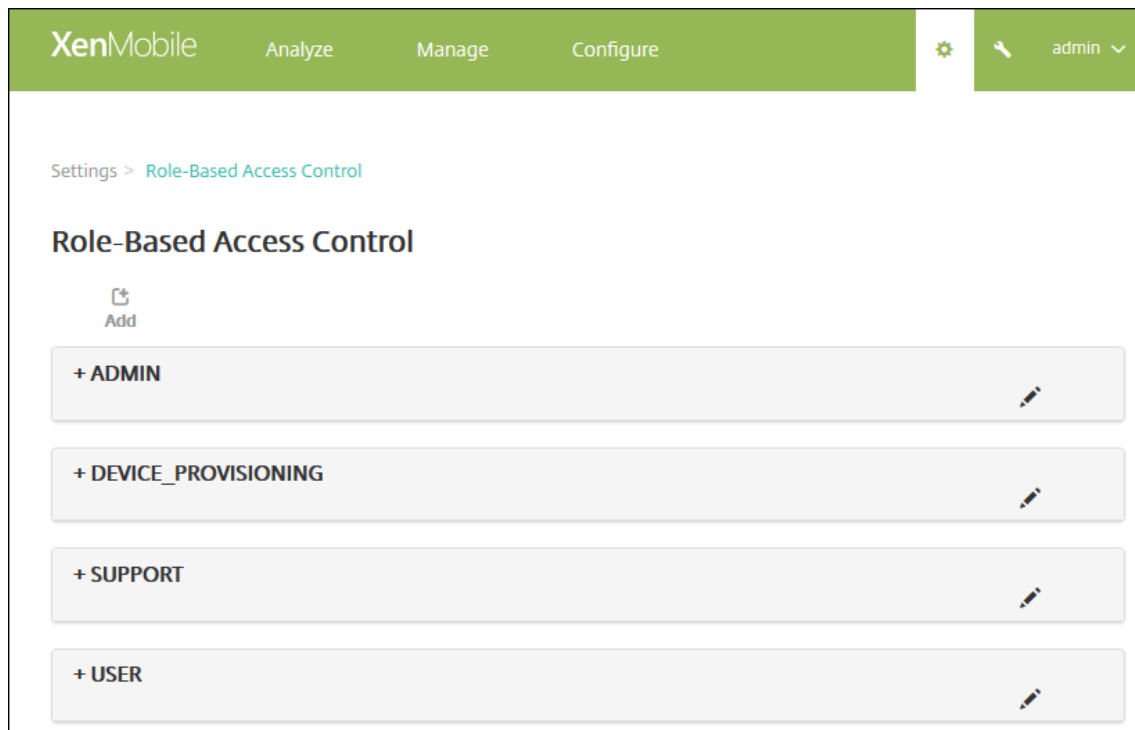 XenMobile Analyze Manage Configure admin
Settings > Role-Based Access Control
Role-Based Access Control
Add
+ ADMIN
+ DEVICE_PROVISIONING
+ SUPPORT
+ USER